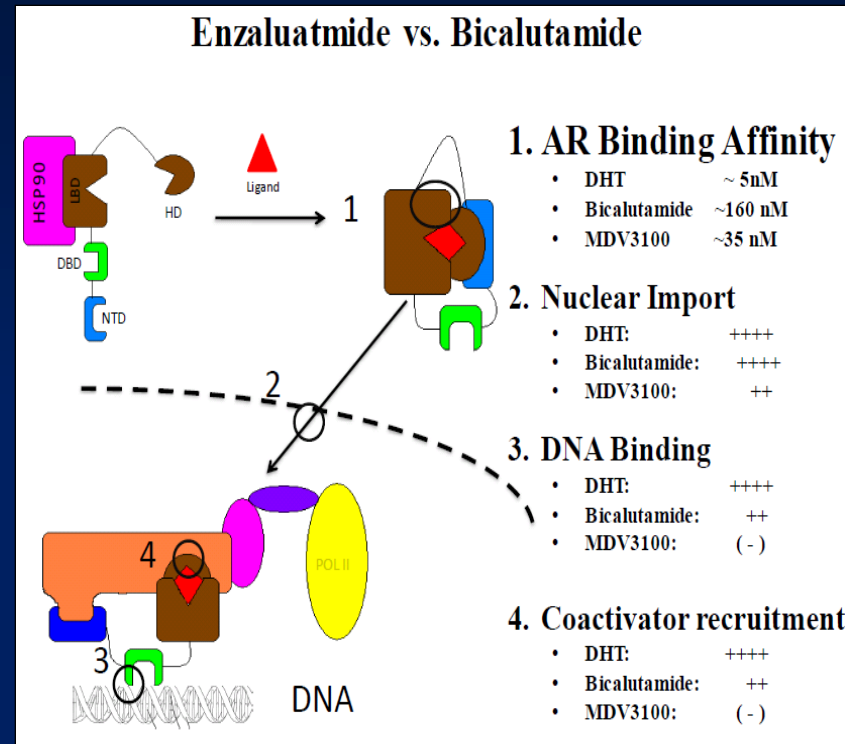 Enzaluatmide vs. Bicalutamide
HSP 90
LBD
HD
DBD
NTD
Ligand
1
2
3
4
POL II
DNA
1. AR Binding Affinity
• DHT ~ 5nM
• Bicalutamide ~160 nM
• MDV3100 ~35 nM
2. Nuclear Import
• DHT: ++++
• Bicalutamide: ++++
• MDV3100: ++
3. DNA Binding
• DHT: ++++
• Bicalutamide: ++
• MDV3100: ( - )
4. Coactivator recruitment
• DHT: ++++
• Bicalutamide: ++
• MDV3100: ( - )